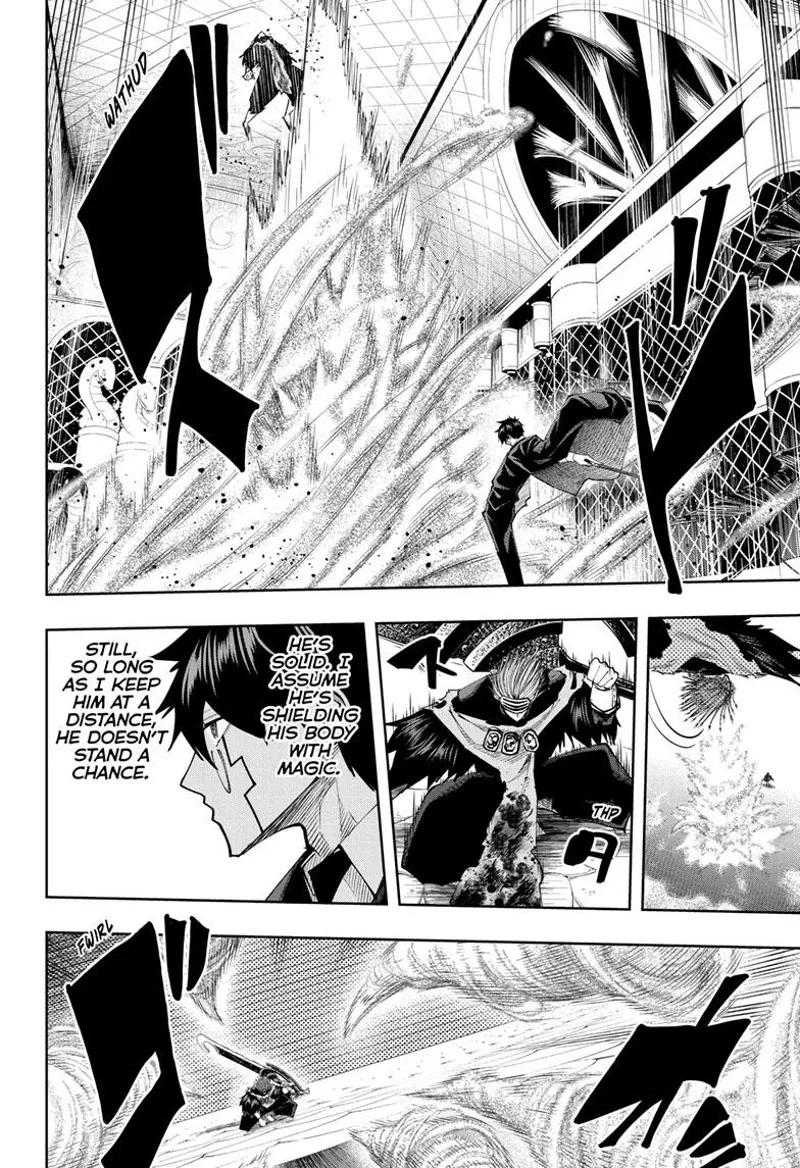 WATHUD
HE'S
SOLID. I
ASSUME
HE'S
SHIELDING
HIS BODY
WITH
MAGIC.
STILL,
SO LONG
AS I KEEP
HIM AT A
DISTANCE,
HE DOESN'T
STAND A
CHANCE.
THP
FWIRL